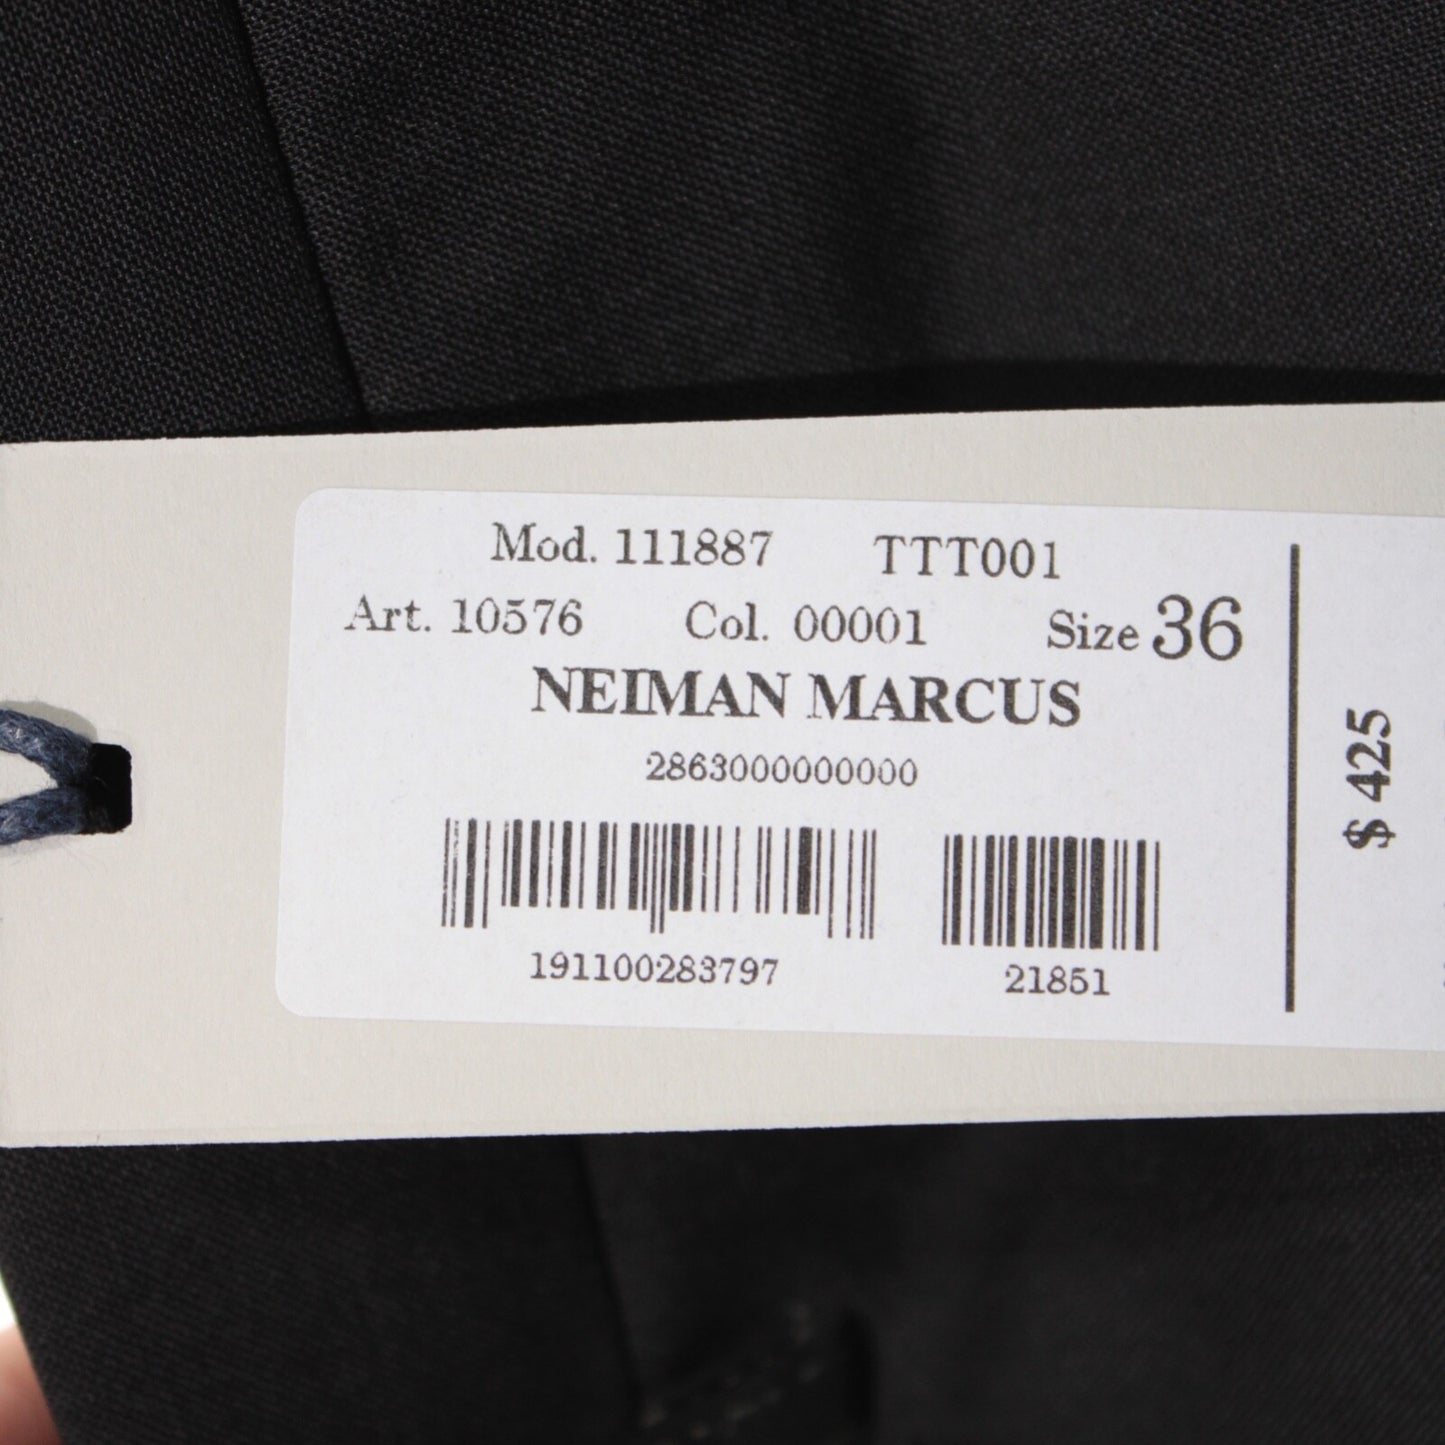 Mod. 111887 TTT001
Art. 10576 Col. 00001 Size 36
NEIMAN MARCUS
2863000000000
191100283797 21851
$ 425